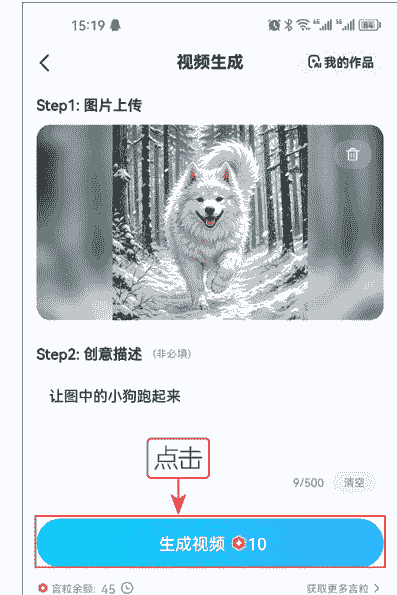 15:19
视频生成
我的作品
Step1: 图片上传
Step2: 创意描述 (非必填)
让图中的小狗跑起来
点击
9/500 清空
生成视频 10
言粒余额: 45
获取更多言粒 >